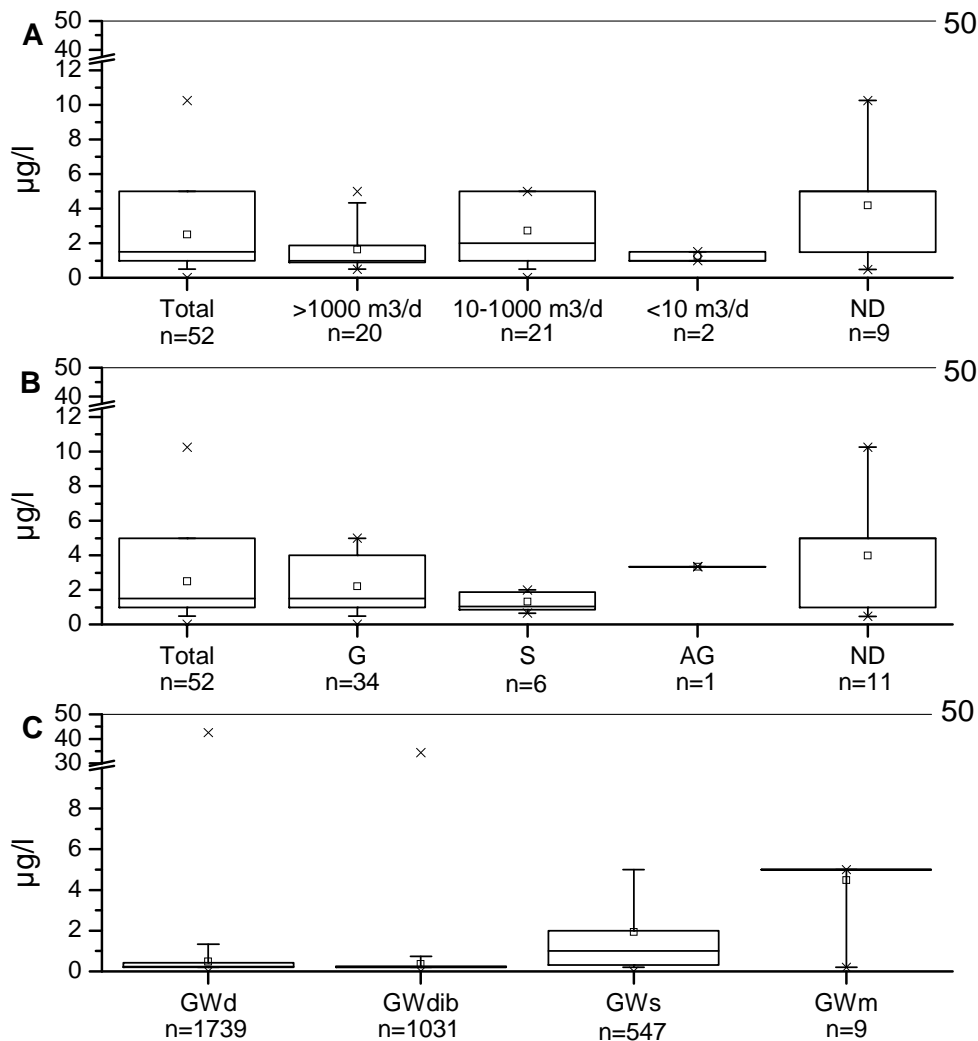 A
50
50
40
12
10
8
6
4
2
0
µg/l
Total
n=52
>1000 m3/d
n=20
10-1000 m3/d
n=21
<10 m3/d
n=2
ND
n=9
B
50
50
40
12
10
8
6
4
2
0
µg/l
Total
n=52
G
n=34
S
n=6
AG
n=1
ND
n=11
C
50
50
40
30
8
6
4
2
0
µg/l
GWd
n=1739
GWdib
n=1031
GWs
n=547
GWm
n=9